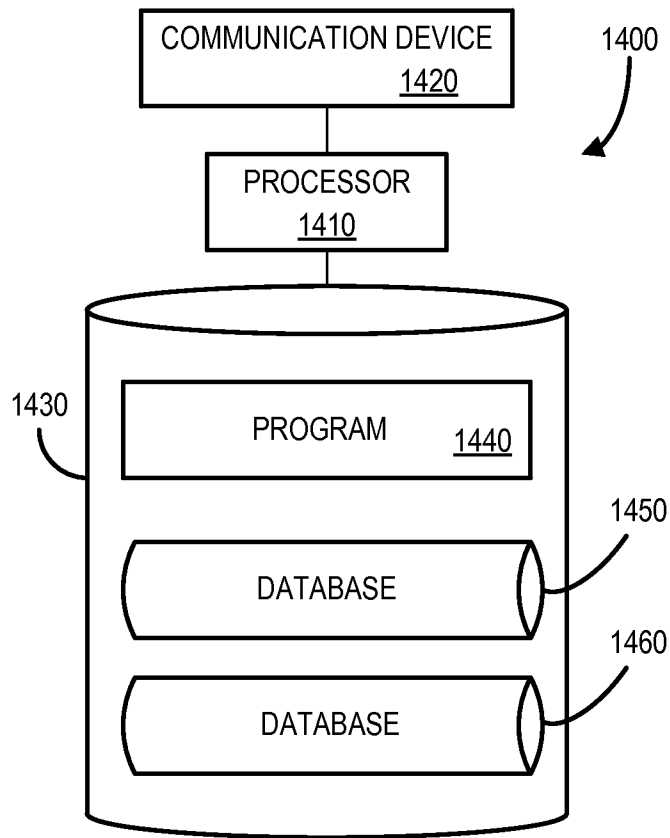 COMMUNICATION DEVICE
1420
1400
PROCESSOR
1410
1430
PROGRAM
1440
1450
DATABASE
1460
DATABASE